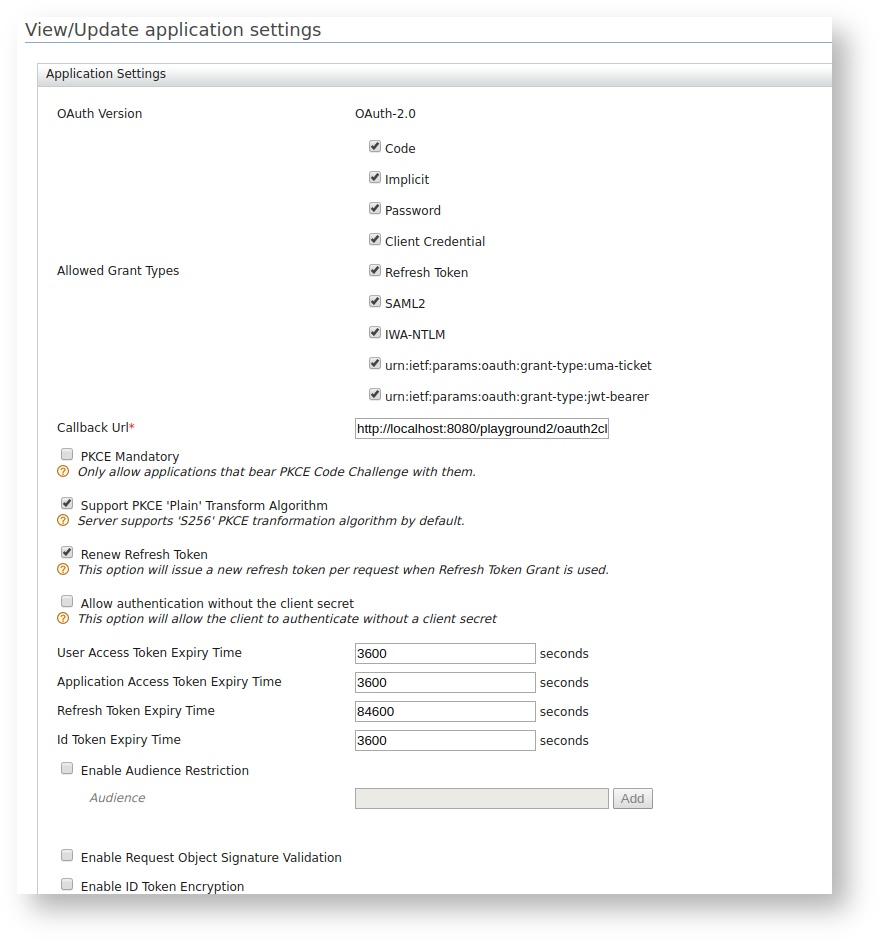 View/Update application settings
Application Settings
OAuth Version OAuth-2.0
Code
Implicit
Password
Client Credential
Allowed Grant Types Refresh Token
SAML2
IWA-NTLM
urn:ietf:params:oauth:grant-type:uma-ticket
urn:ietf:params:oauth:grant-type:jwt-bearer
Callback Url* http://localhost:8080/playground2/oauth2cl
PKCE Mandatory
? Only allow applications that bear PKCE Code Challenge with them.
Support PKCE 'Plain' Transform Algorithm
? Server supports 'S256' PKCE tranformation algorithm by default.
Renew Refresh Token
? This option will issue a new refresh token per request when Refresh Token Grant is used.
Allow authentication without the client secret
? This option will allow the client to authenticate without a client secret
User Access Token Expiry Time 3600 seconds
Application Access Token Expiry Time 3600 seconds
Refresh Token Expiry Time 84600 seconds
Id Token Expiry Time 3600 seconds
Enable Audience Restriction
Audience Add
Enable Request Object Signature Validation
Enable ID Token Encryption